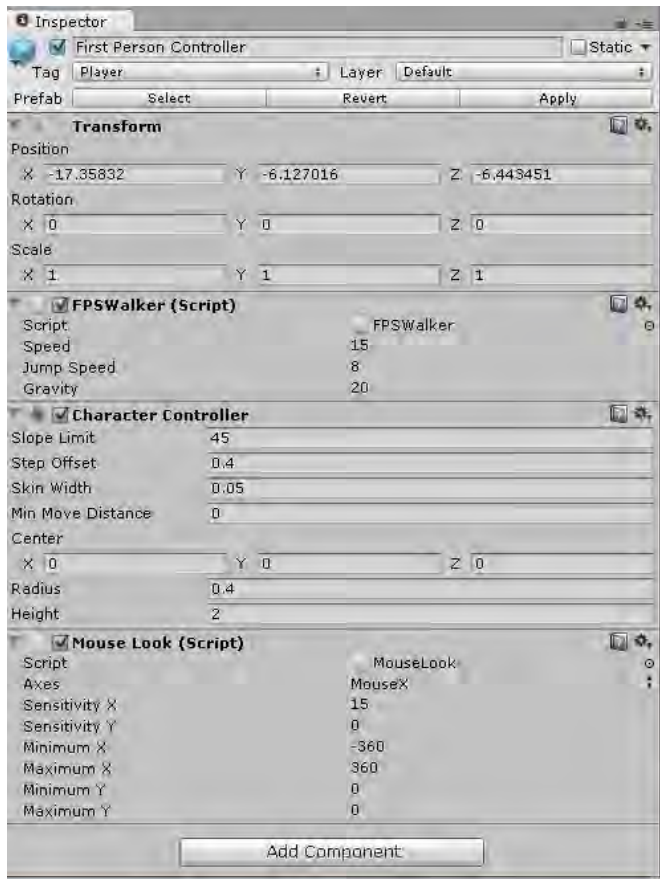 Inspector
First Person Controller Static
Tag Player Layer Default
Prefab Select Revert Apply
Transform
Position
X -17.35832 Y -6.127016 Z -6.443451
Rotation
X 0 Y 0 Z 0
Scale
X 1 Y 1 Z 1
FPSWalker (Script)
Script FPSWalker
Speed 15
Jump Speed 8
Gravity 20
Character Controller
Slope Limit 45
Step Offset 0.4
Skin Width 0.05
Min Move Distance 0
Center
X 0 Y 0 Z 0
Radius 0.4
Height 2
Mouse Look (Script)
Script MouseLook
Axes MouseX
Sensitivity X 15
Sensitivity Y 0
Minimum X -360
Maximum X 360
Minimum Y 0
Maximum Y 0
Add Component